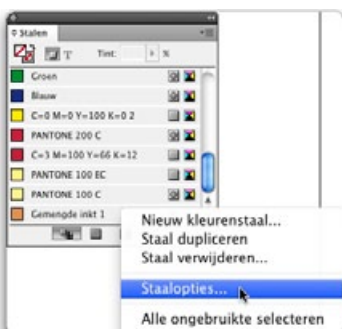 Stalen
T Tint: %
Groen
Blauw
C=0 M=0 Y=100 K=0 2
PANTONE 200 C
C=3 M=100 Y=66 K=12
PANTONE 100 EC
PANTONE 100 C
Gemengde inkt 1
Nieuw kleurenstaal...
Staal dupliceren
Staal verwijderen...
Staalopties...
Alle ongebruikte selecteren